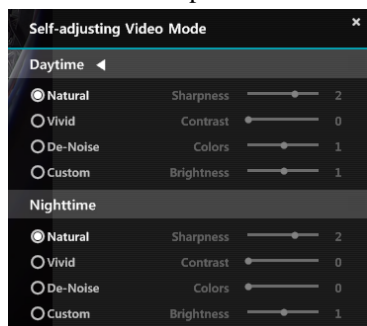 Self-adjusting Video Mode ×
Daytime ◀
Natural Sharpness 2
Vivid Contrast 0
De-Noise Colors 1
Custom Brightness 1
Nighttime
Natural Sharpness 2
Vivid Contrast 0
De-Noise Colors 0
Custom Brightness 1